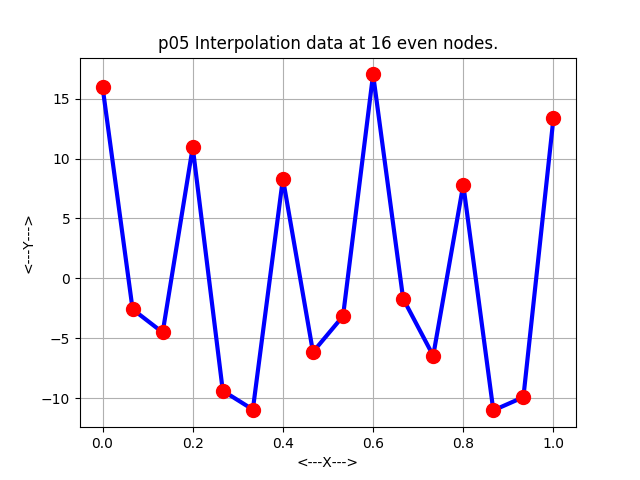 p05 Interpolation data at 16 even nodes.
15
10
5
0
−5
−10
<---Y--->
0.0 0.2 0.4 0.6 0.8 1.0
<---X--->